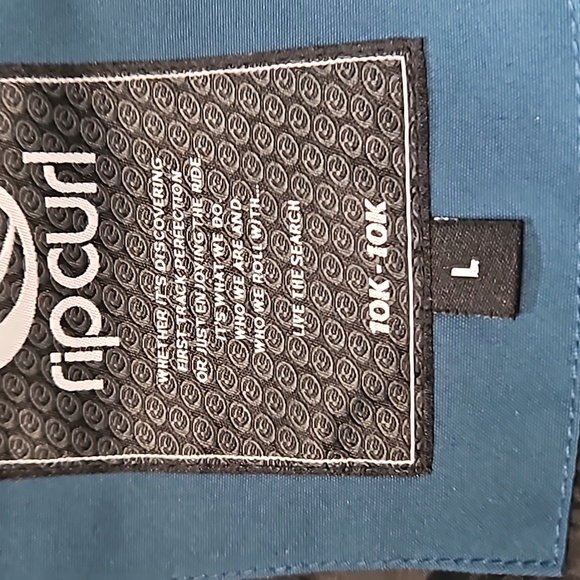 ripcurl
WHETHER ITS DISCOVERING
FIRST TRACK PERFECTION
OR JUST ENJOYING THE RIDE
IT'S WHAT WE DO
WHO WE ARE AND
WHO WE ROLL WITH...
LIVE THE SEARCH
10K - 10K
L